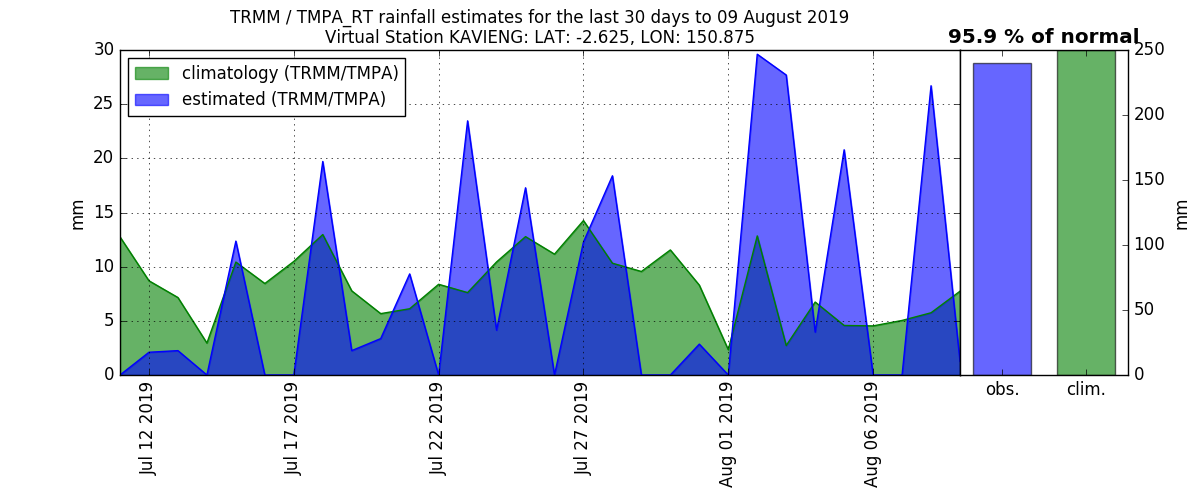 TRMM / TMPA_RT rainfall estimates for the last 30 days to 09 August 2019
Virtual Station KAVIENG: LAT: -2.625, LON: 150.875
95.9 % of normal
climatology (TRMM/TMPA)
estimated (TRMM/TMPA)
30
25
20
15
10
5
0
mm
Jul 12 2019
Jul 17 2019
Jul 22 2019
Jul 27 2019
Aug 01 2019
Aug 06 2019
obs.
clim.
250
200
150
100
50
0
mm